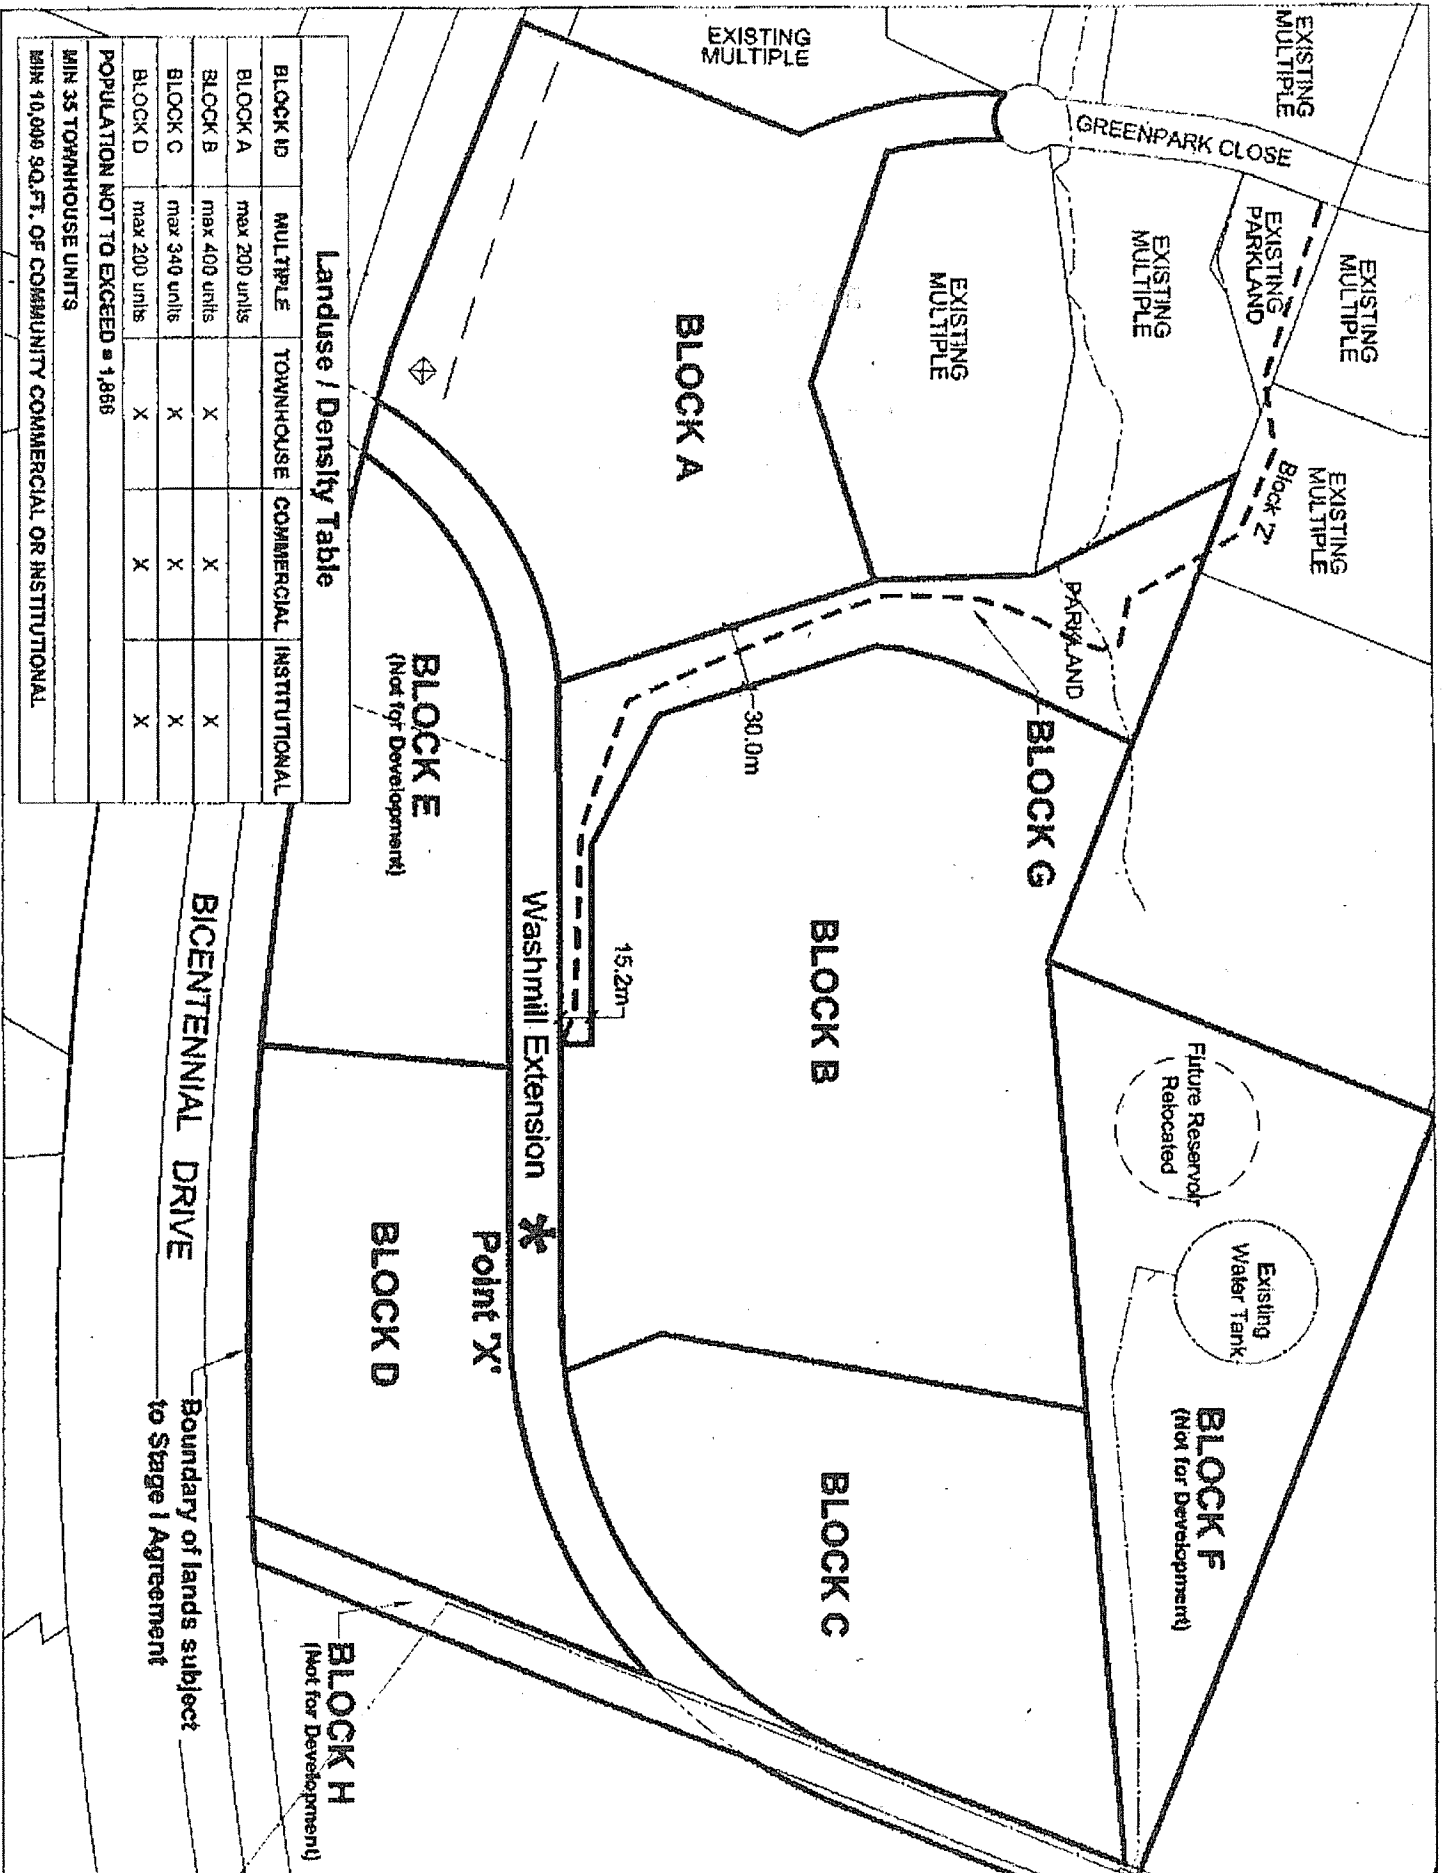 EXISTING
MULTIPLE
EXISTING
MULTIPLE
GREENPARK CLOSE
EXISTING
PARKLAND
EXISTING
MULTIPLE
EXISTING
MULTIPLE
EXISTING
MULTIPLE
EXISTING
MULTIPLE
Block 'Z'
PARKLAND
BLOCK A
BLOCK G
30.0m
15.2m
BLOCK B
Future Reservoir
Relocated
Existing
Water Tank
BLOCK F
(Not for Development)
BLOCK C
Washmill Extension
Point 'X'
BLOCK E
(Not for Development)
BLOCK D
BLOCK H
(Not for Development)
BICENTENNIAL DRIVE
Boundary of lands subject
to Stage I Agreement
Landuse / Density Table
BLOCK ID MULTIPLE TOWNHOUSE COMMERCIAL INSTITUTIONAL
BLOCK A max 200 units
BLOCK B max 400 units X X X
BLOCK C max 340 units X X X
BLOCK D max 200 units X X X
POPULATION NOT TO EXCEED = 1,866
MIN 35 TOWNHOUSE UNITS
MIN 10,000 SQ.FT. OF COMMUNITY COMMERCIAL OR INSTITUTIONAL